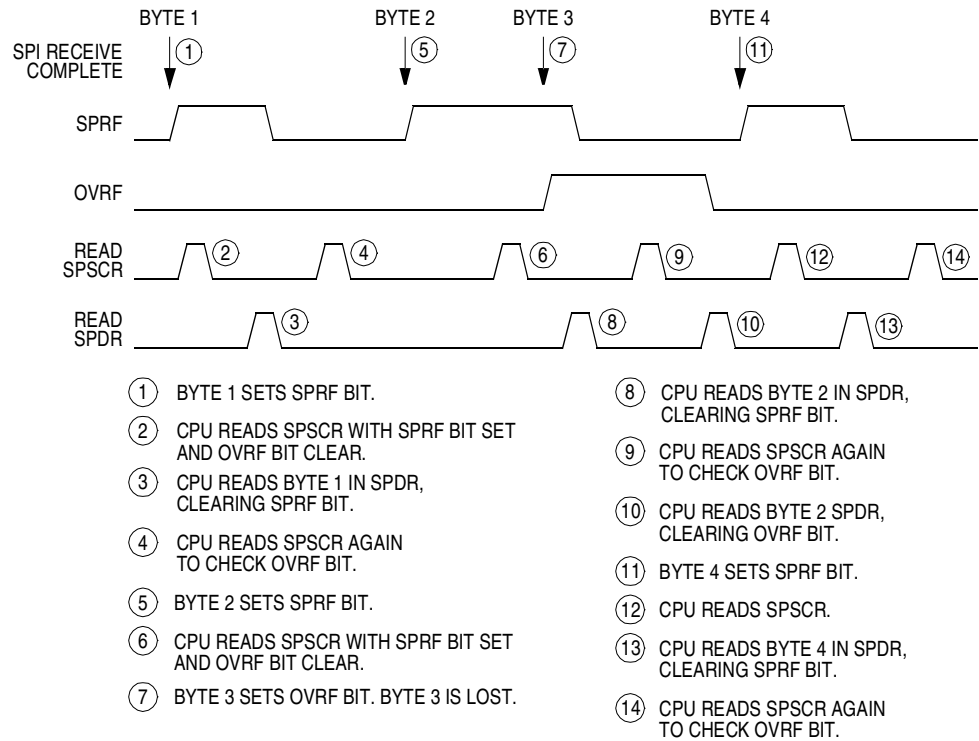 BYTE 1 BYTE 2 BYTE 3 BYTE 4
SPI RECEIVE
COMPLETE
1 5 7 11
SPRF
OVRF
READ
SPSCR
2 4 6 9 12 14
READ
SPDR
3 8 10 13
1 BYTE 1 SETS SPRF BIT.
2 CPU READS SPSCR WITH SPRF BIT SET
AND OVRF BIT CLEAR.
3 CPU READS BYTE 1 IN SPDR,
CLEARING SPRF BIT.
4 CPU READS SPSCR AGAIN
TO CHECK OVRF BIT.
5 BYTE 2 SETS SPRF BIT.
6 CPU READS SPSCR WITH SPRF BIT SET
AND OVRF BIT CLEAR.
7 BYTE 3 SETS OVRF BIT. BYTE 3 IS LOST.
8 CPU READS BYTE 2 IN SPDR,
CLEARING SPRF BIT.
9 CPU READS SPSCR AGAIN
TO CHECK OVRF BIT.
10 CPU READS BYTE 2 SPDR,
CLEARING OVRF BIT.
11 BYTE 4 SETS SPRF BIT.
12 CPU READS SPSCR.
13 CPU READS BYTE 4 IN SPDR,
CLEARING SPRF BIT.
14 CPU READS SPSCR AGAIN
TO CHECK OVRF BIT.